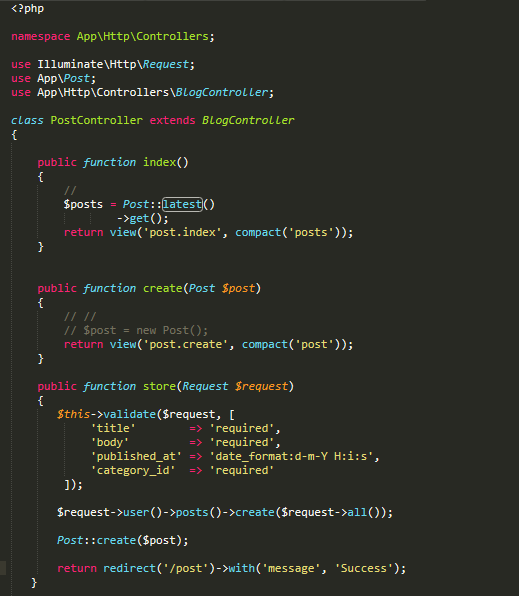 <?php
namespace App\Http\Controllers;
use Illuminate\Http\Request;
use App\Post;
use App\Http\Controllers\BlogController;
class PostController extends BlogController
{
    public function index()
    {
        //
        $posts = Post::latest()
                ->get();
        return view('post.index', compact('posts'));
    }
    public function create(Post $post)
    {
        // //
        // $post = new Post();
        return view('post.create', compact('post'));
    }
    public function store(Request $request)
    {
       $this->validate($request, [
            'title'        => 'required',
            'body'         => 'required',
            'published_at' => 'date_format:d-m-Y H:i:s',
            'category_id'  => 'required'
        ]);
       $request->user()->posts()->create($request->all());
       Post::create($post);
       return redirect('/post')->with('message', 'Success');
   }